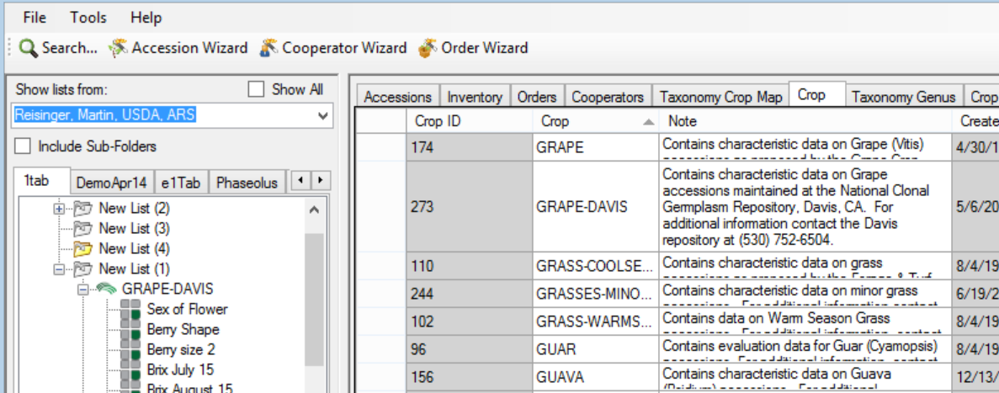 File Tools Help
Search... Accession Wizard Cooperator Wizard Order Wizard
Show lists from: Show All
Reisinger, Martin, USDA, ARS
Include Sub-Folders
1tab DemoApr14 e1Tab Phaseolus
New List (2)
New List (3)
New List (4)
New List (1)
GRAPE-DAVIS
Sex of Flower
Berry Shape
Berry size 2
Brix July 15
Brix August 15
Accessions Inventory Orders Cooperators Taxonomy Crop Map Crop Taxonomy Genus Crop
Crop ID Crop Note Create
174 GRAPE Contains characteristic data on Grape (Vitis) 4/30/1
Contains characteristic data on Grape
accessions maintained at the National Clonal
273 GRAPE-DAVIS Germplasm Repository, Davis, CA. For 5/6/20
additional information contact the Davis
repository at (530) 752-6504.
110 GRASS-COOLSE... Contains characteristic data on grass 8/4/19
244 GRASSES-MINO... Contains characteristic data on minor grass 6/19/2
102 GRASS-WARMS... Contains data on Warm Season Grass 8/4/19
96 GUAR Contains evaluation data for Guar (Cyamopsis) 8/4/19
156 GUAVA Contains characteristic data on Guava 12/13/